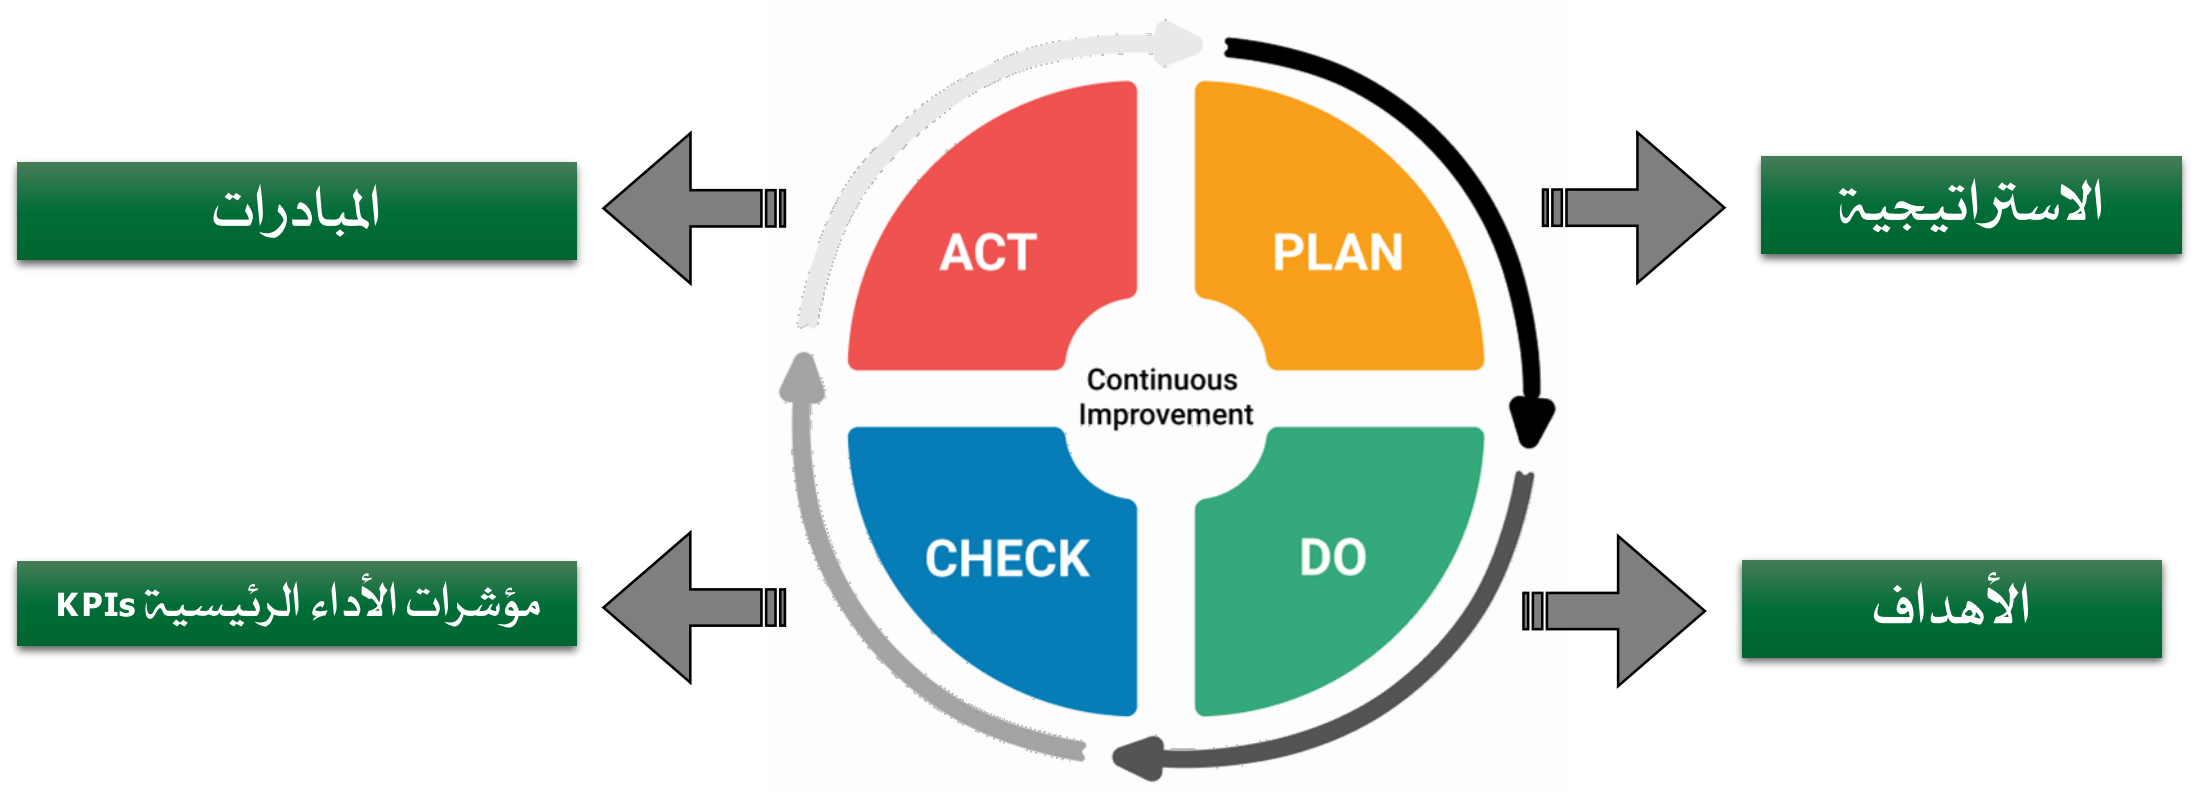 المبادرات
ACT
PLAN
الاستراتيجية
Continuous
Improvement
مؤشرات الأداء الرئيسية KPIs
CHECK
DO
الأهداف